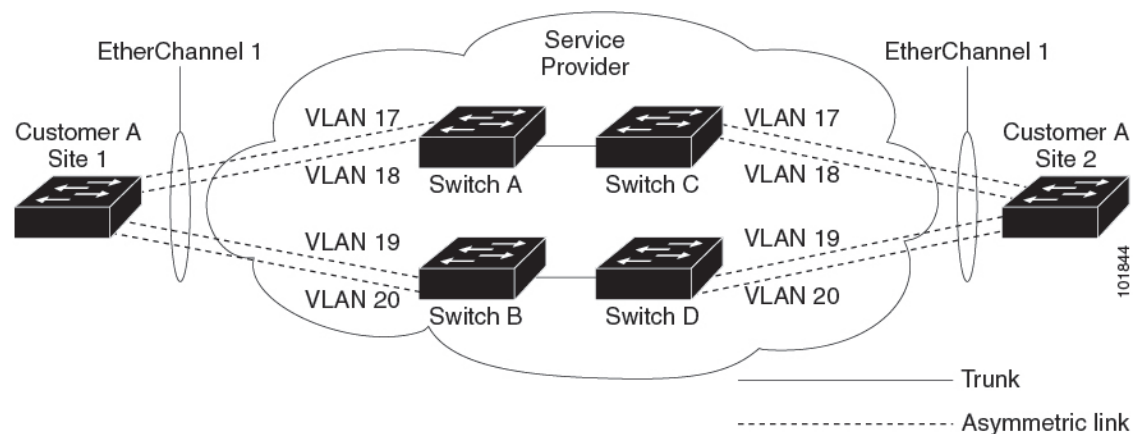 EtherChannel 1
Service
Provider
EtherChannel 1
Customer A
Site 1
VLAN 17
VLAN 18
Switch A
Switch C
VLAN 17
VLAN 18
Customer A
Site 2
VLAN 19
VLAN 20
Switch B
Switch D
VLAN 19
VLAN 20
101844
Trunk
Asymmetric link